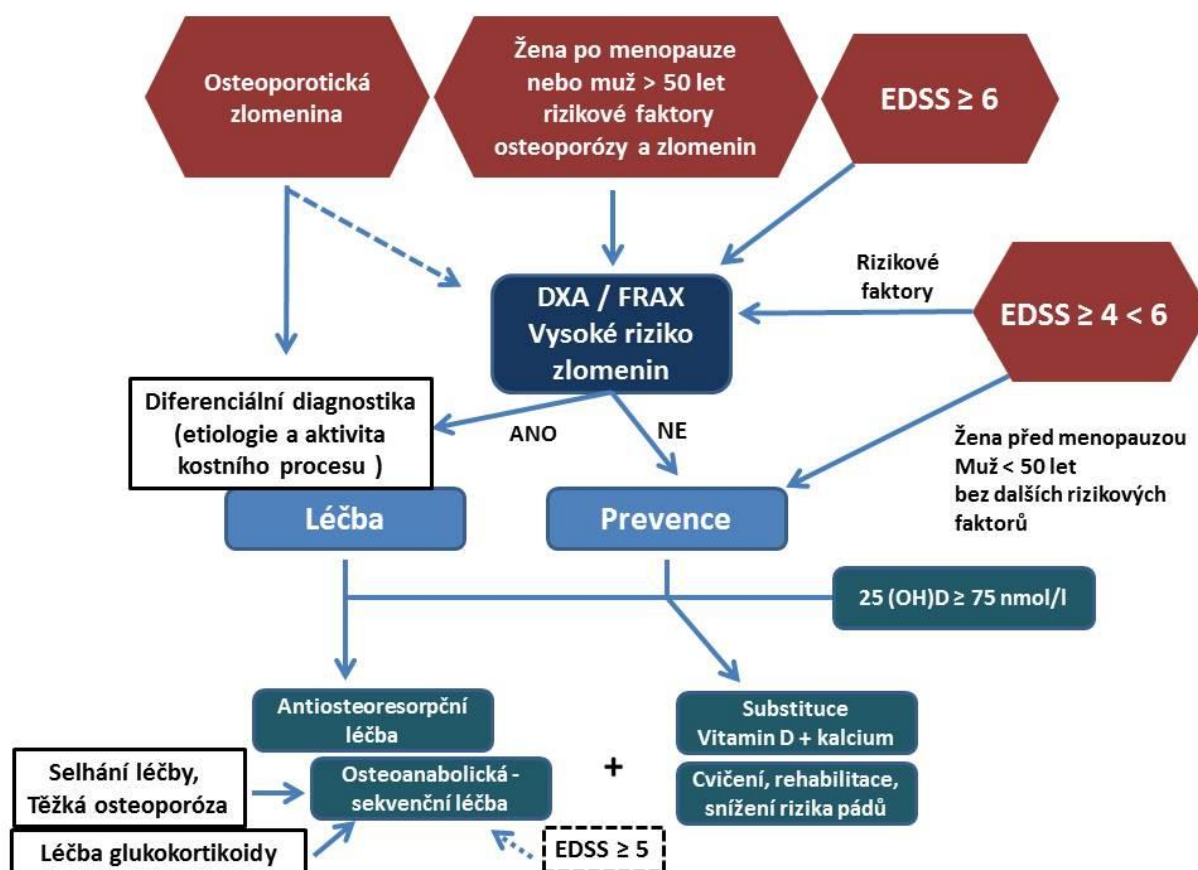 Osteoporotická
zlomenina
Žena po menopauze
nebo muž > 50 let
rizikové faktory
osteoporózy a zlomenin
EDSS ≥ 6
Rizikové
faktory
EDSS ≥ 4 < 6
DXA / FRAX
Vysoké riziko
zlomenin
Diferenciální diagnostika
(etiologie a aktivita
kostního procesu )
ANO
NE
Žena před menopauzou
Muž < 50 let
bez dalších rizikových
faktorů
Léčba
Prevence
25 (OH)D ≥ 75 nmol/l
Antiosteoresorpční
léčba
Substituce
Vitamin D + kalcium
Selhání léčby,
Těžká osteoporóza
Osteoanabolická -
sekvenční léčba
+
Cvičení, rehabilitace,
snížení rizika pádů
Léčba glukokortikoidy
EDSS ≥ 5